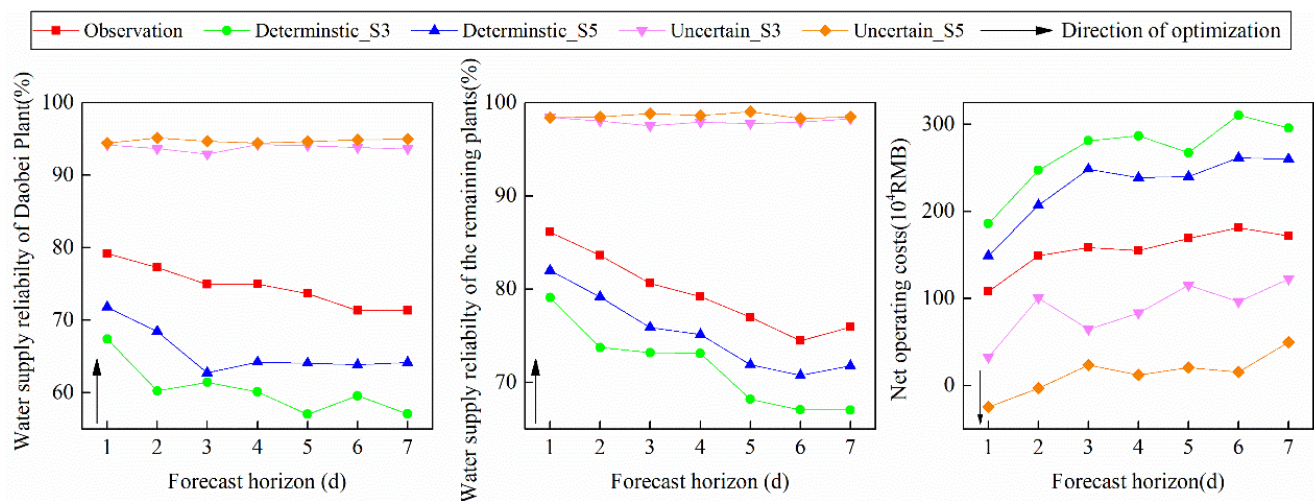 Observation Determinstic_S3 Determinstic_S5 Uncertain_S3 Uncertain_S5 Direction of optimization
Water supply reliabilty of Daobei Plant(%)
100
90
80
70
60
1 2 3 4 5 6 7
Forecast horizon (d)
Water supply reliabilty of the remaining plants(%)
100
90
80
70
1 2 3 4 5 6 7
Forecast horizon (d)
Net operating costs(10⁴RMB)
300
200
100
0
1 2 3 4 5 6 7
Forecast horizon(d)